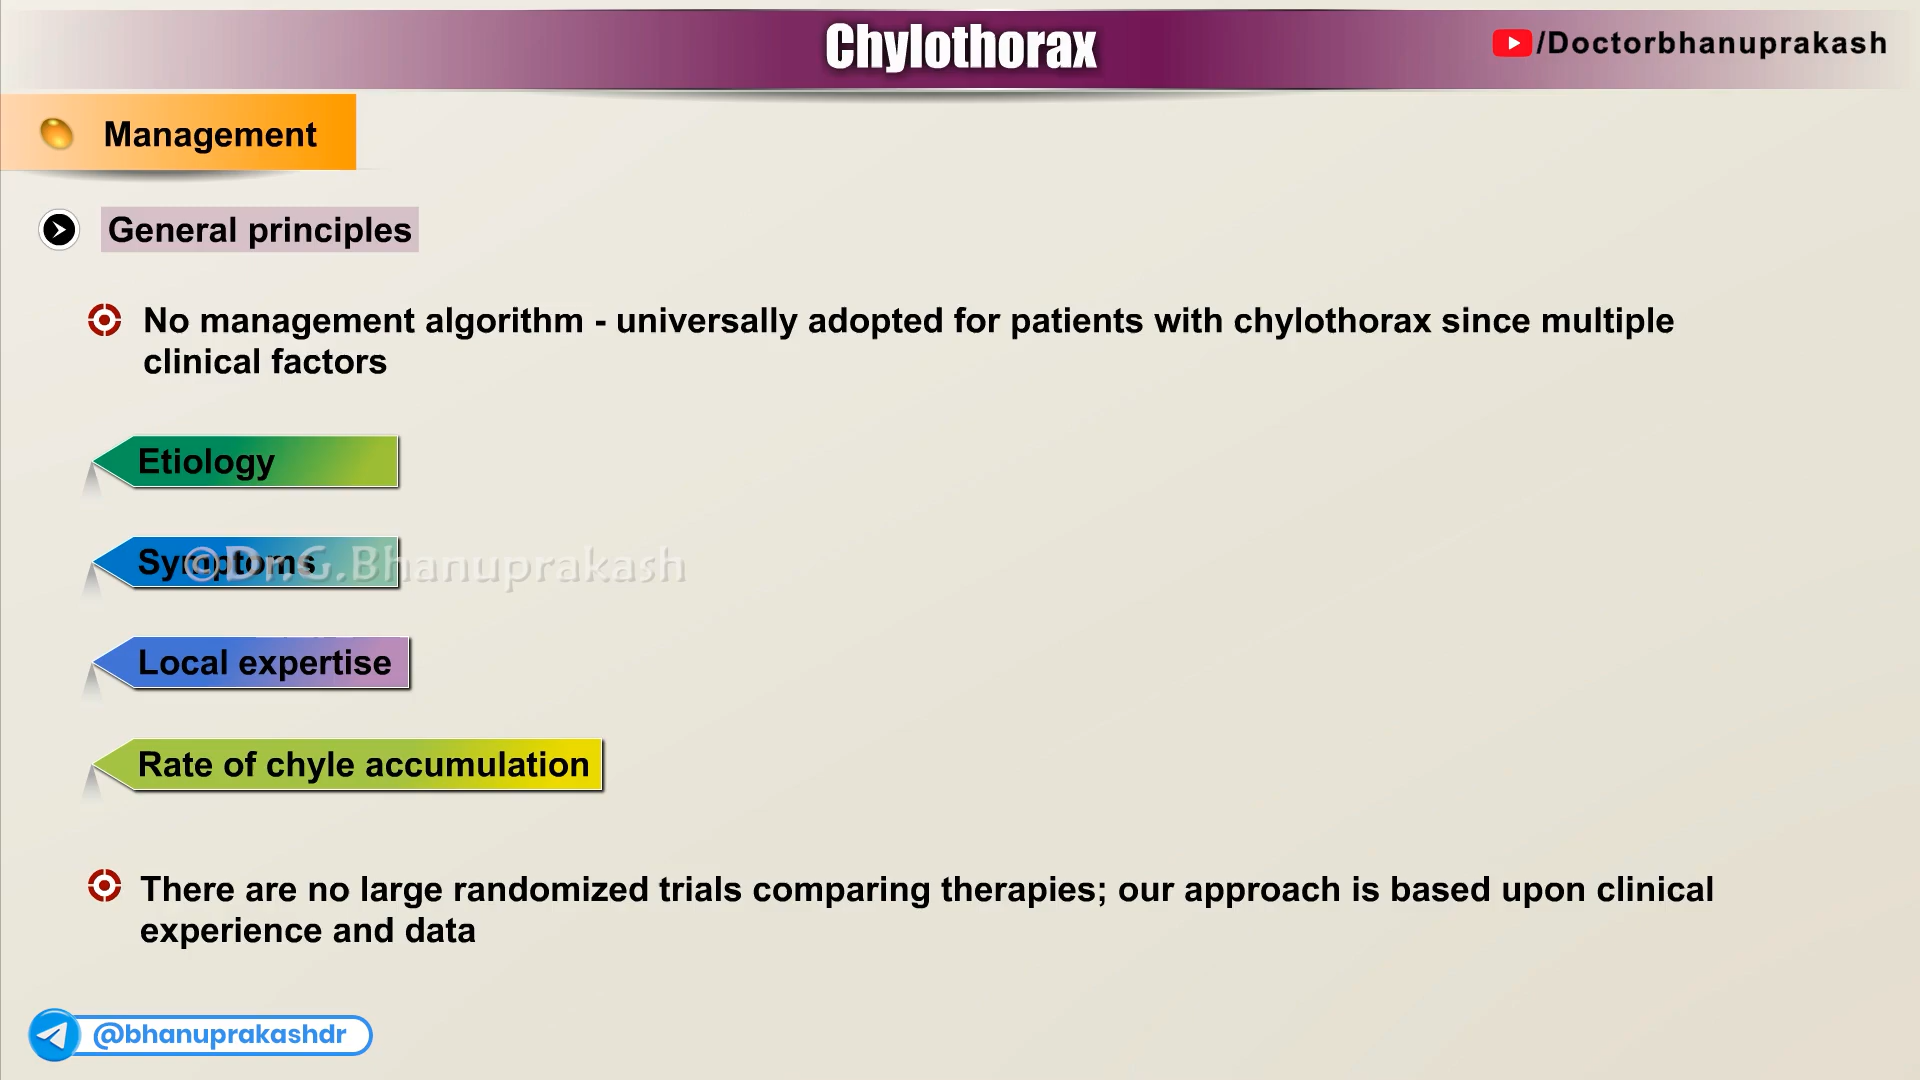 Chylothorax
/Doctorbhanuprakash
Management
General principles
No management algorithm - universally adopted for patients with chylothorax since multiple
clinical factors
Etiology
Symptoms
©Dr.G.Bhanuprakash
Local expertise
Rate of chyle accumulation
There are no large randomized trials comparing therapies; our approach is based upon clinical
experience and data
@bhanuprakashdr